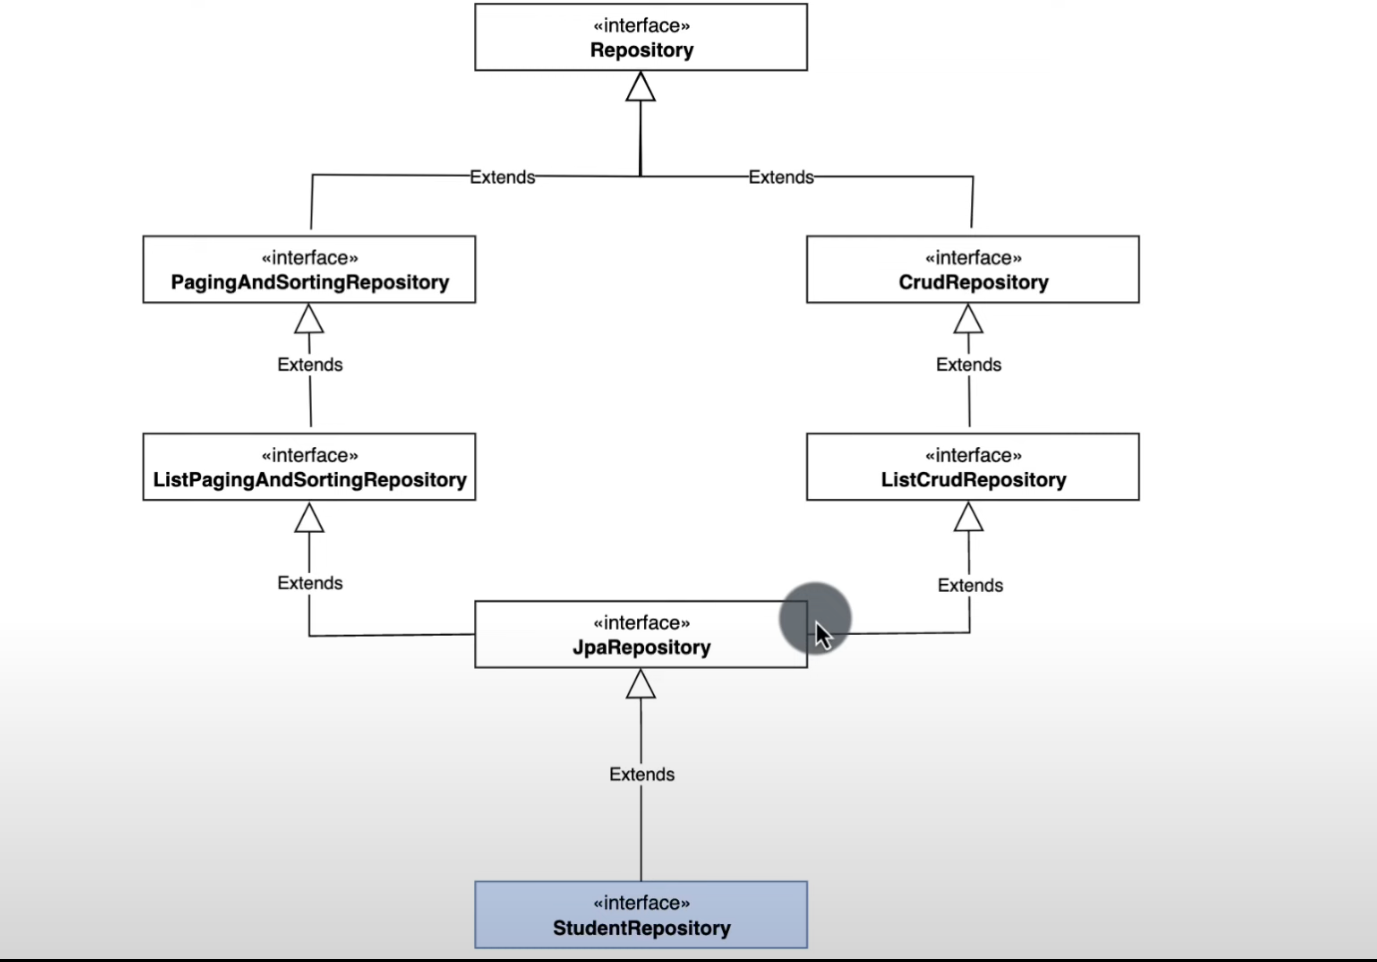 «interface»
Repository
Extends
Extends
«interface»
PagingAndSortingRepository
«interface»
CrudRepository
Extends
Extends
«interface»
ListPagingAndSortingRepository
«interface»
ListCrudRepository
Extends
Extends
«interface»
JpaRepository
Extends
«interface»
StudentRepository